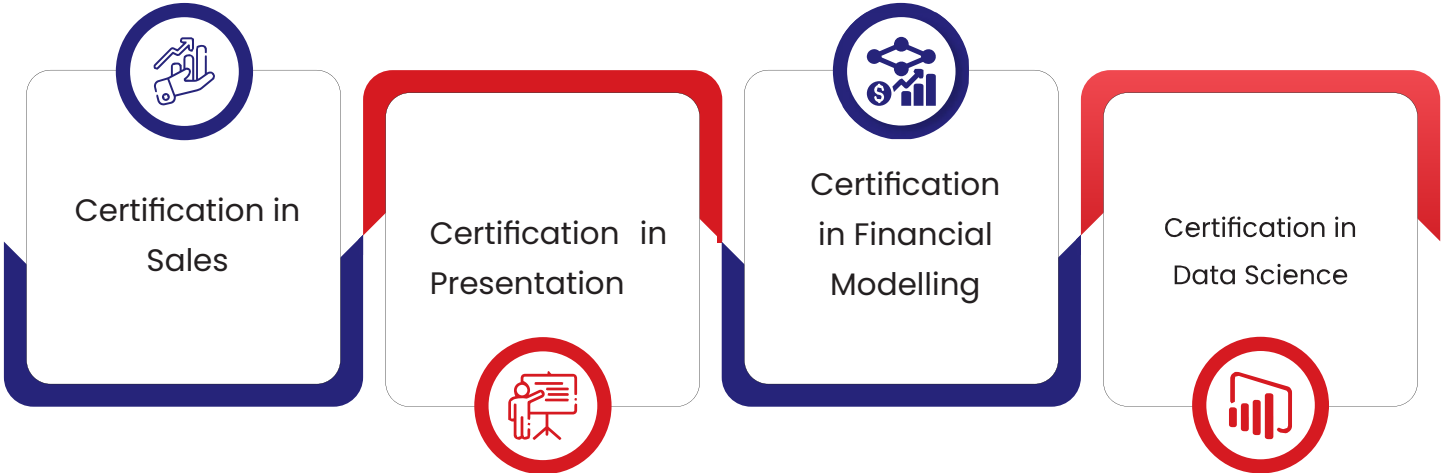 Certification in
Sales
Certification in
Presentation
Certification
in Financial
Modelling
Certification in
Data Science